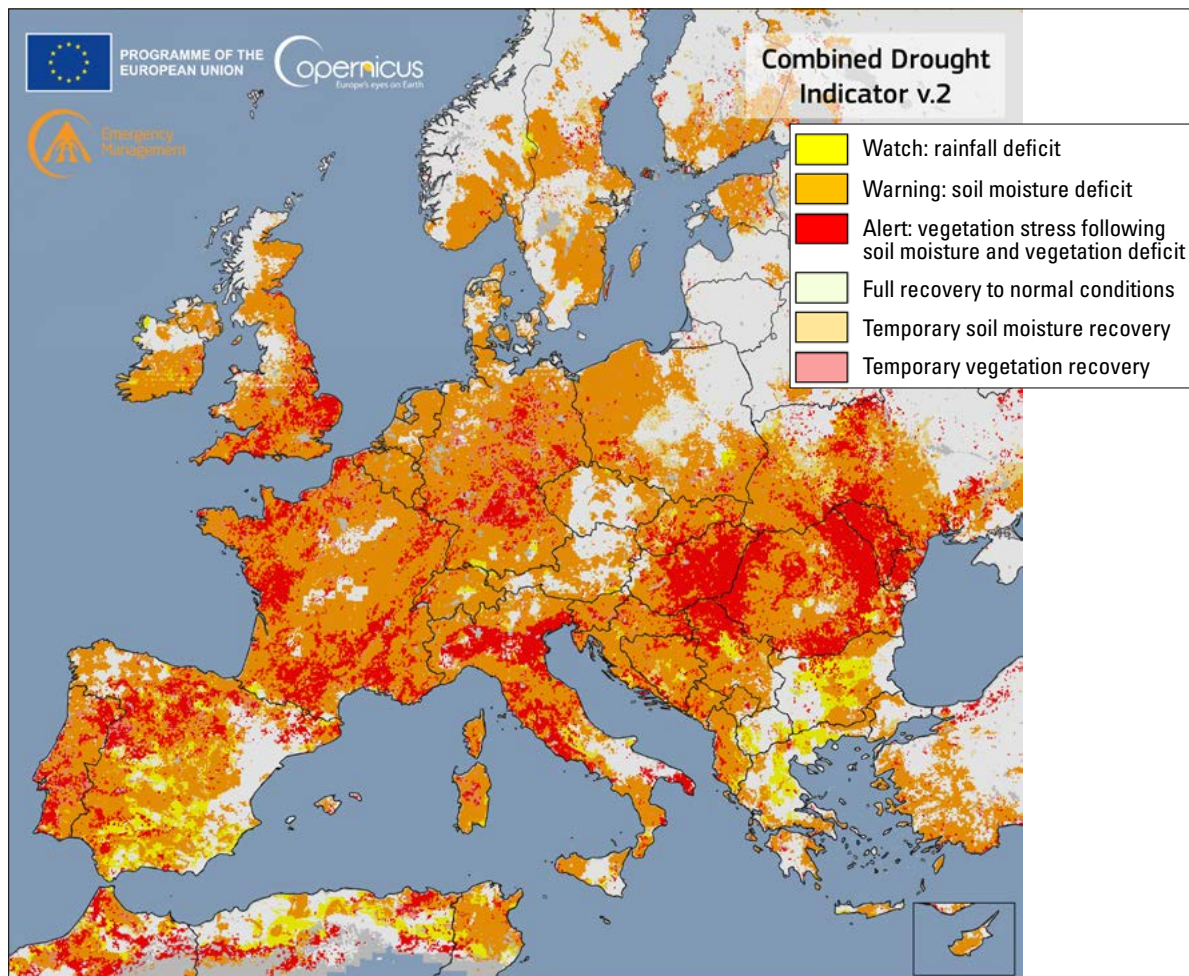 PROGRAMME OF THE
EUROPEAN UNION
opernicus
Europe's eyes on Earth
Emergency
Management
Combined Drought
Indicator v.2
Watch: rainfall deficit
Warning: soil moisture deficit
Alert: vegetation stress following
soil moisture and vegetation deficit
Full recovery to normal conditions
Temporary soil moisture recovery
Temporary vegetation recovery